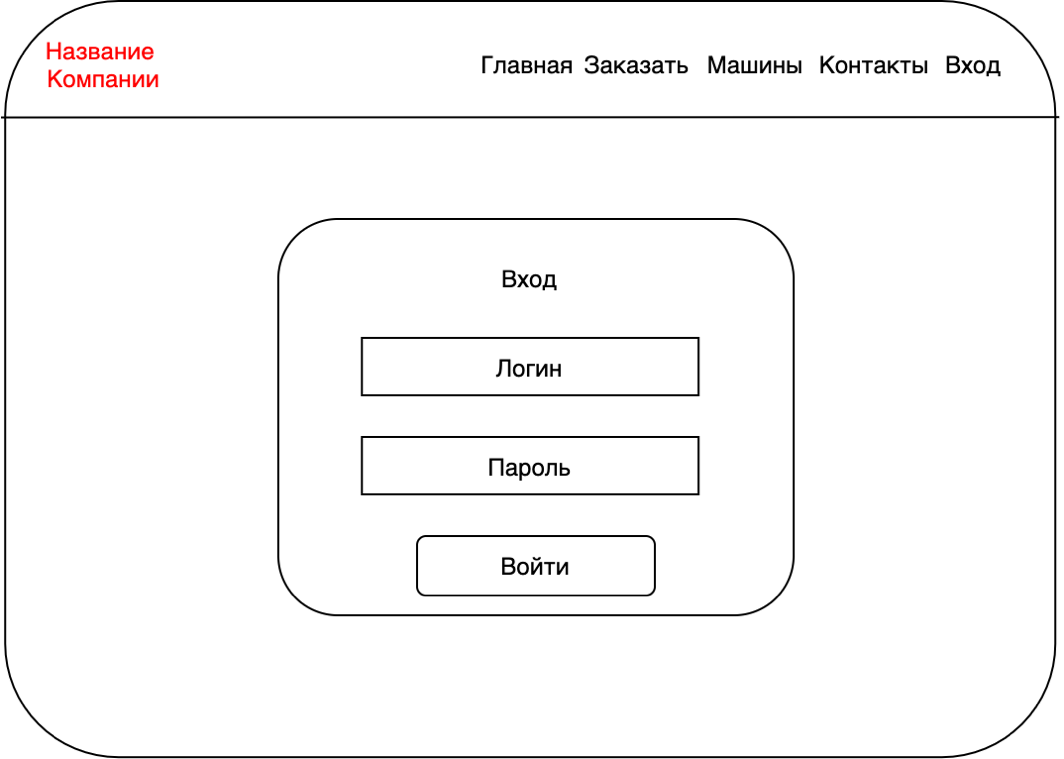 Название
Компании
Главная Заказать Машины Контакты Вход
Вход
Логин
Пароль
Войти